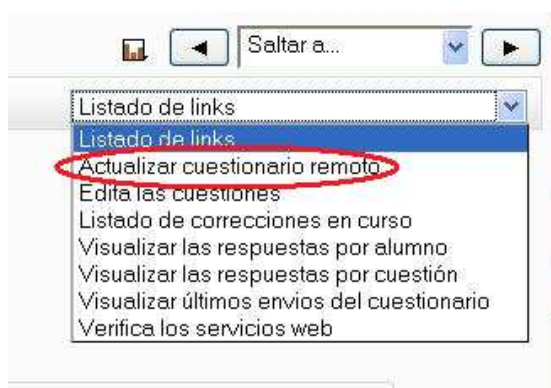 Saltar a...
Listado de links
Listado de links
Actualizar cuestionario remoto
Edita las cuestiones
Listado de correcciones en curso
Visualizar las respuestas por alumno
Visualizar las respuestas por cuestión
Visualizar últimos envios del cuestionario
Verifica los servicios web